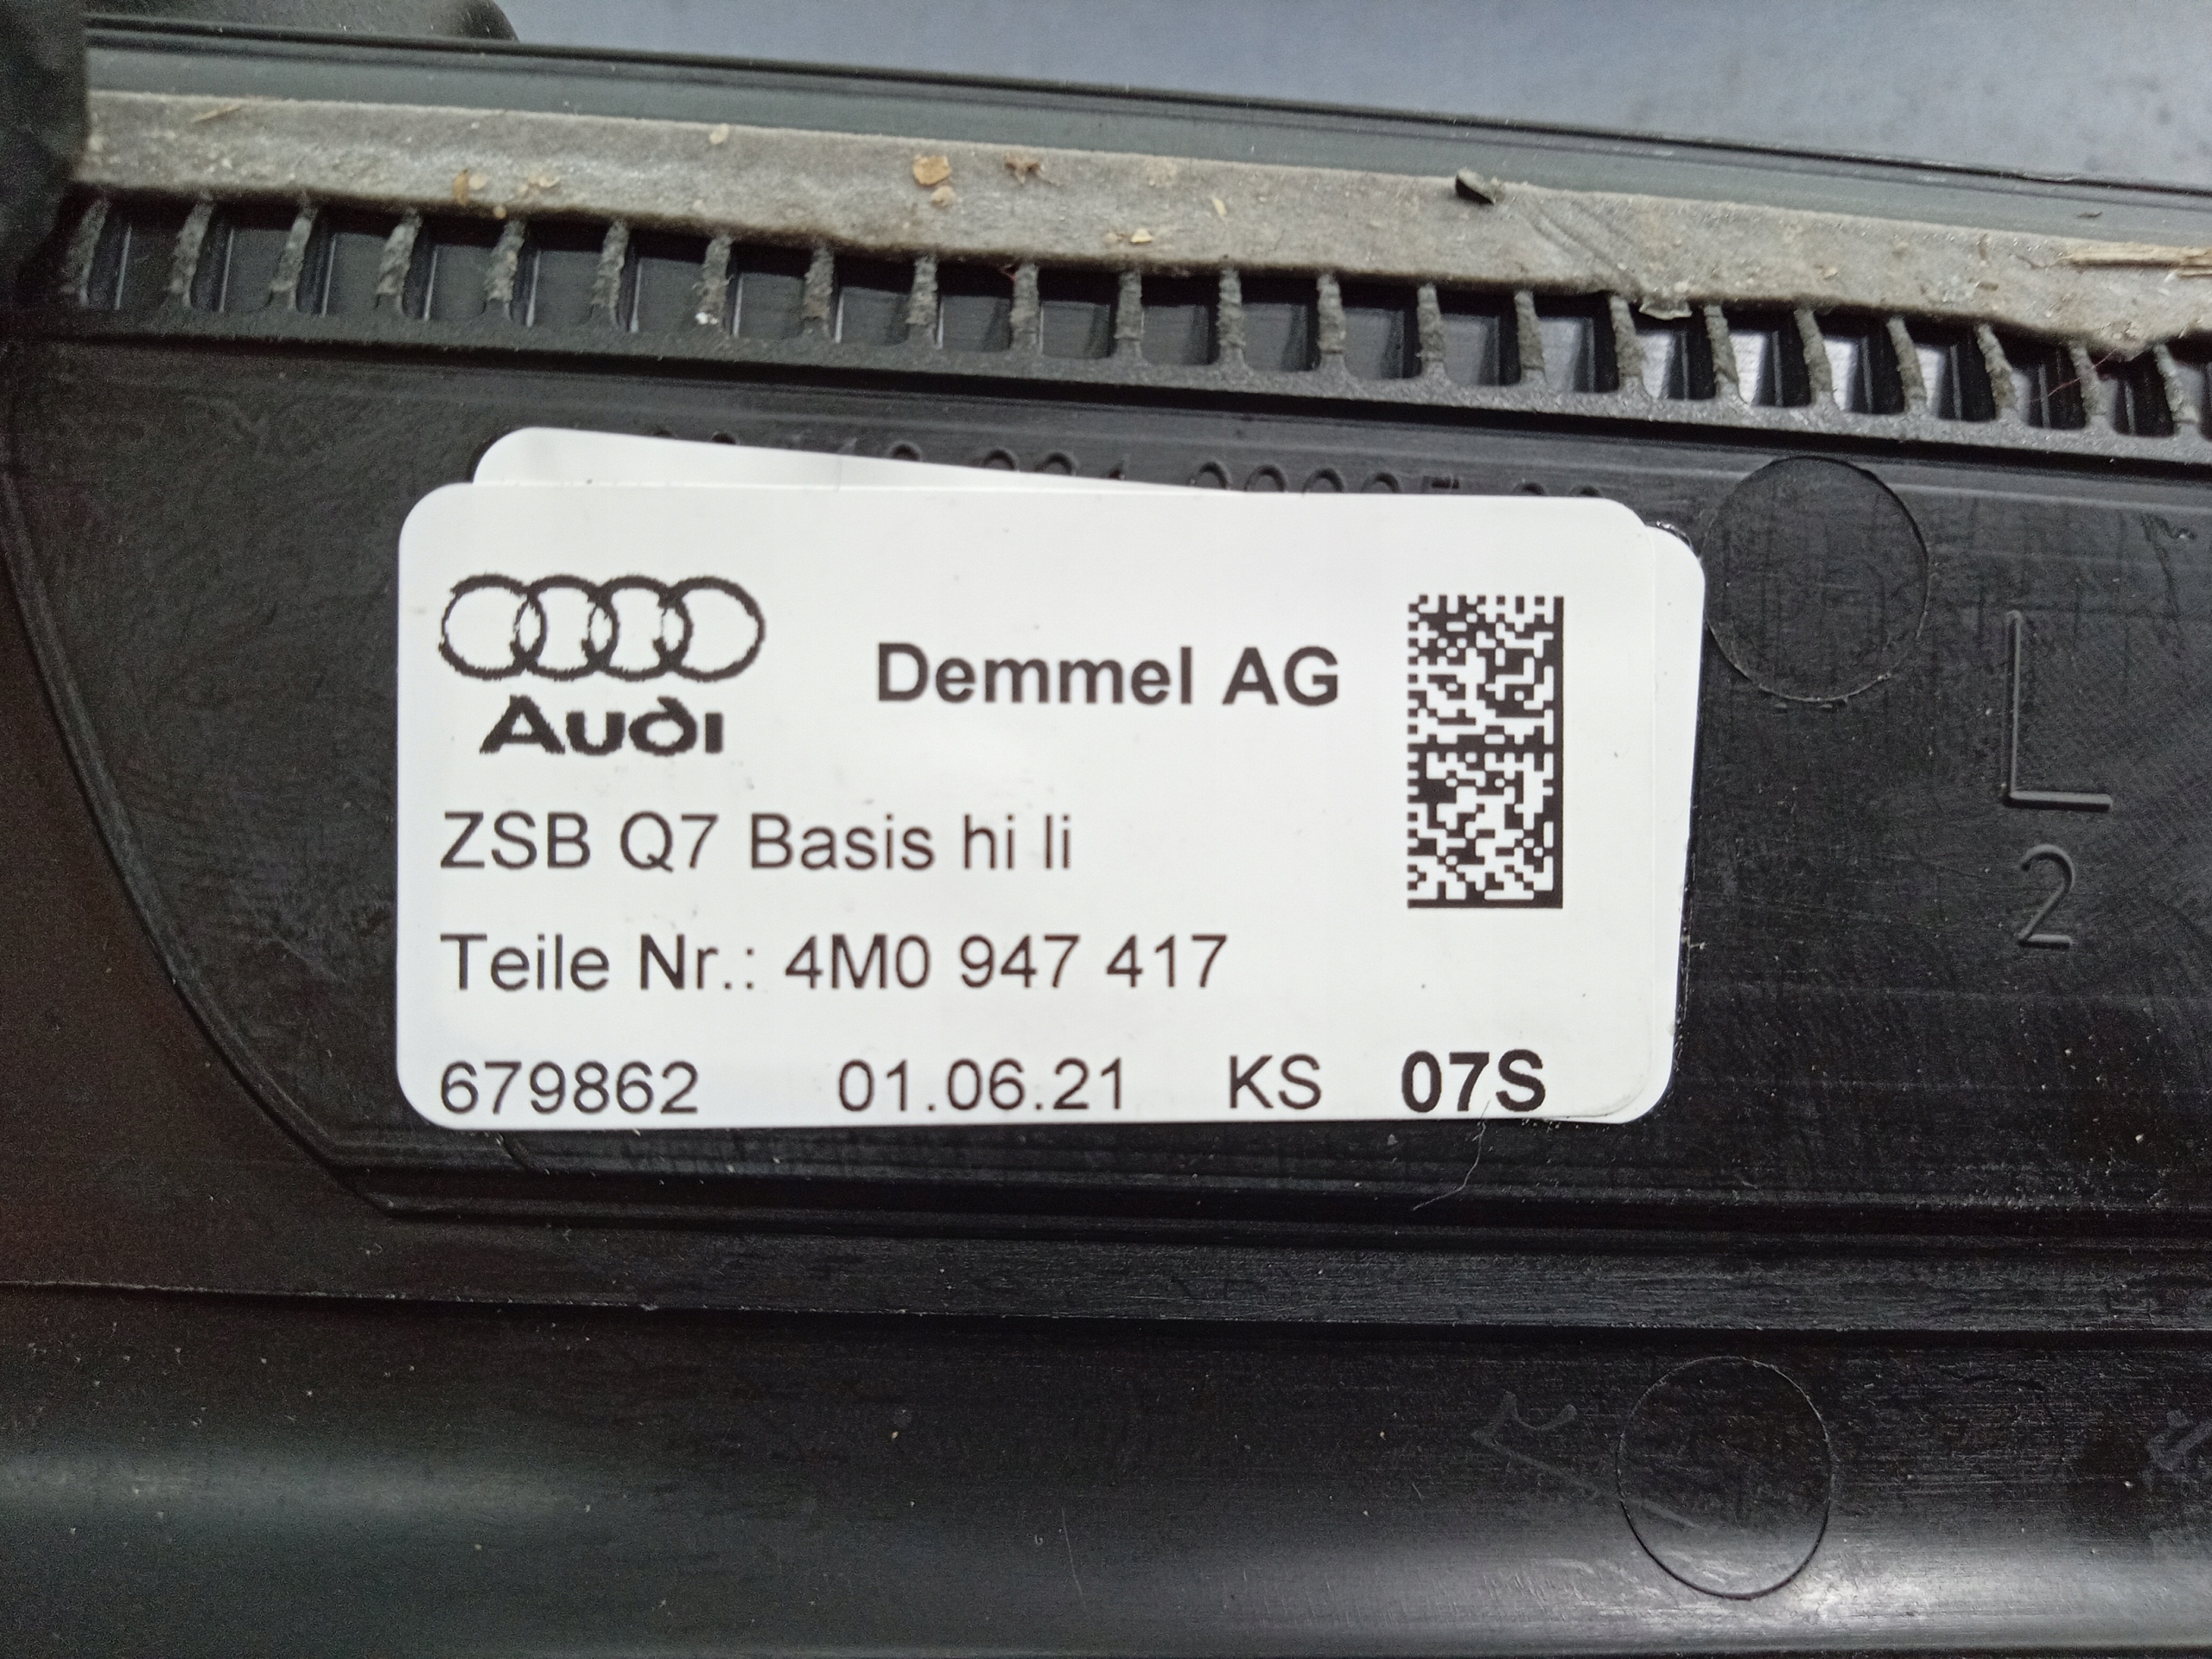 Audi
Demmel AG
ZSB Q7 Basis hi li
Teile Nr.: 4M0 947 417
679862 01.06.21 KS 07S
L
2